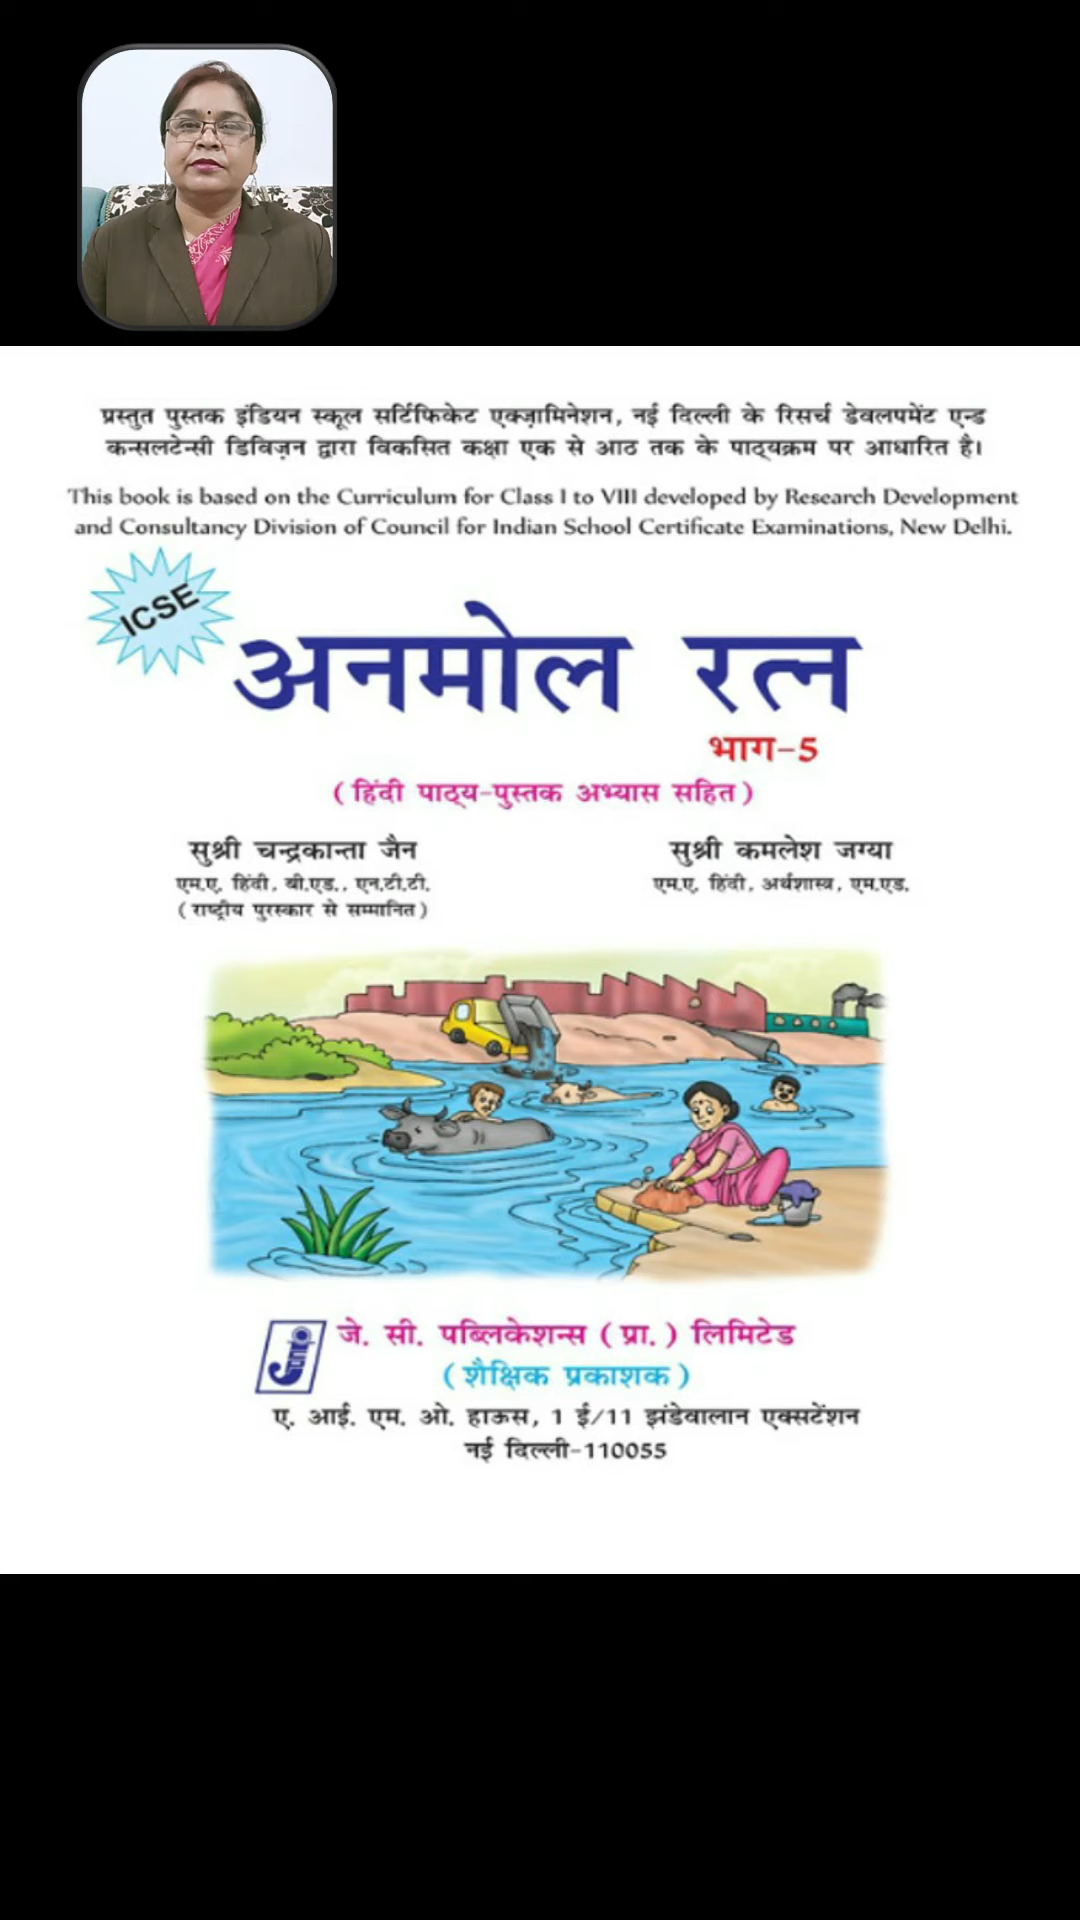 प्रस्तुत पुस्तक इंडियन स्कूल सर्टिफिकेट एक्ज़ामिनेशन, नई दिल्ली के रिसर्च डेवलपमेंट एन्ड
कन्सलटेन्सी डिविज़न द्वारा विकसित कक्षा एक से आठ तक के पाठ्यक्रम पर आधारित है।
This book is based on the Curriculum for Class I to VIII developed by Research Development
and Consultancy Division of Council for Indian School Certificate Examinations, New Delhi.
ICSE
अनमोल रत्न
भाग-5
(हिंदी पाठ्य-पुस्तक अभ्यास सहित)
सुश्री चन्द्रकान्ता जैन
एम.ए. हिंदी, बी.एड., एन.टी.टी.
(राष्ट्रीय पुरस्कार से सम्मानित)
सुश्री कमलेश जग्या
एम.ए. हिंदी, अर्थशास्त्र, एम.एड.
जे. सी. पब्लिकेशन्स (प्रा.) लिमिटेड
(शैक्षिक प्रकाशक)
ए. आई. एम. ओ. हाऊस, 1 ई/11 झंडेवालान एक्सटेंशन
नई दिल्ली-110055